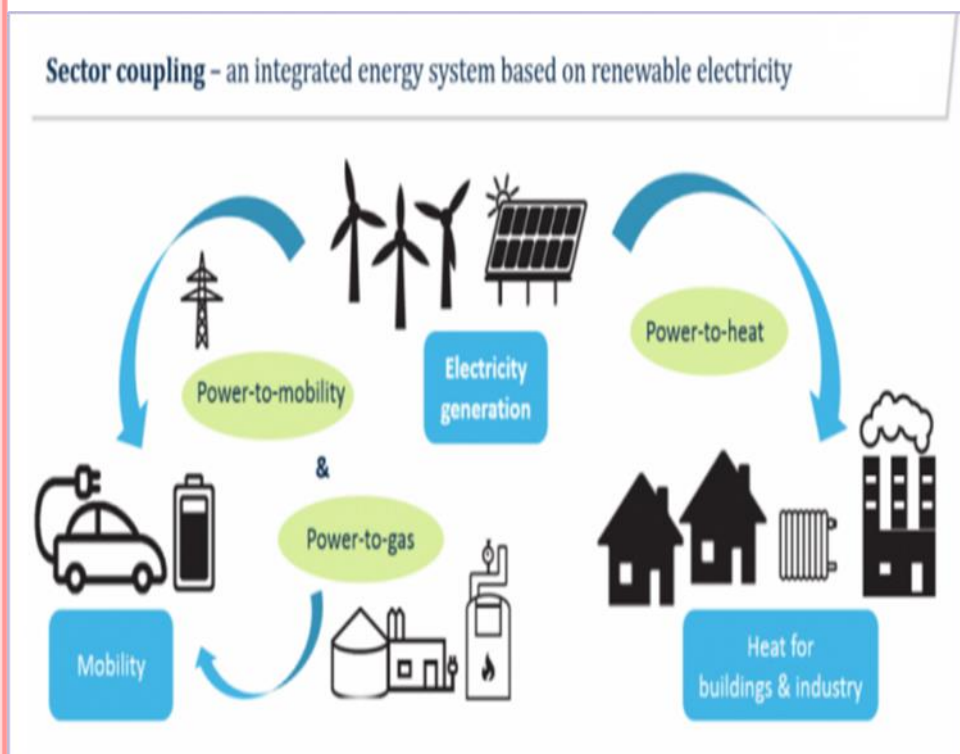 Sector coupling – an integrated energy system based on renewable electricity
Power-to-mobility
&
Power-to-gas
Electricity
generation
Power-to-heat
Mobility
Heat for
buildings & industry